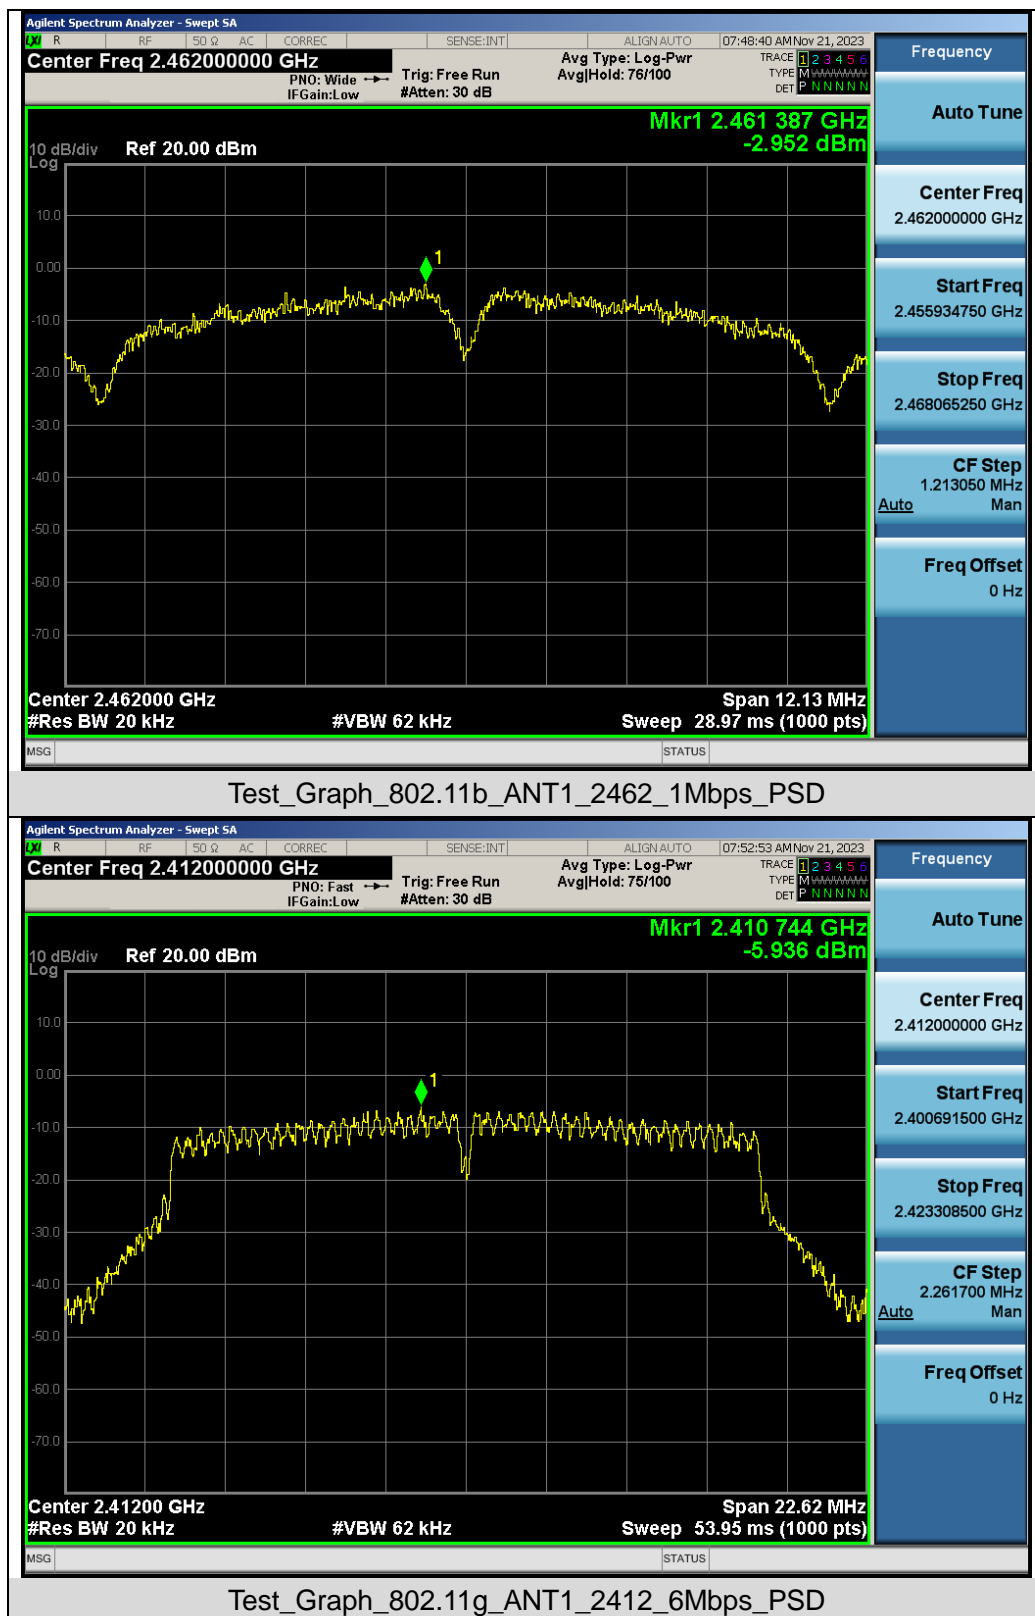 Agilent Spectrum Analyzer - Swept SA
LXI R RF 50 Ω AC CORREC SENSE:INT ALIGN AUTO 07:48:40 AM Nov 21, 2023
Center Freq 2.462000000 GHz
PNO: Wide
IFGain:Low
Trig: Free Run
#Atten: 30 dB
Avg Type: Log-Pwr
Avg|Hold: 76/100
TRACE 1 2 3 4 5 6
TYPE M
DET P N N N N N
Mkr1 2.461 387 GHz
-2.952 dBm
10 dB/div Ref 20.00 dBm
Log
10.0
0.00
-10.0
-20.0
-30.0
-40.0
-50.0
-60.0
-70.0
1
Center 2.462000 GHz Span 12.13 MHz
#Res BW 20 kHz #VBW 62 kHz Sweep 28.97 ms (1000 pts)
MSG STATUS
Frequency
Auto Tune
Center Freq
2.462000000 GHz
Start Freq
2.455934750 GHz
Stop Freq
2.468065250 GHz
CF Step
1.213050 MHz
Auto Man
Freq Offset
0 Hz
Test_Graph_802.11b_ANT1_2462_1Mbps_PSD
Agilent Spectrum Analyzer - Swept SA
LXI R RF 50 Ω AC CORREC SENSE:INT ALIGN AUTO 07:52:53 AM Nov 21, 2023
Center Freq 2.412000000 GHz
PNO: Fast
IFGain:Low
Trig: Free Run
#Atten: 30 dB
Avg Type: Log-Pwr
Avg|Hold: 75/100
TRACE 1 2 3 4 5 6
TYPE M
DET P N N N N N
Mkr1 2.410 744 GHz
-5.936 dBm
10 dB/div Ref 20.00 dBm
Log
10.0
0.00
-10.0
-20.0
-30.0
-40.0
-50.0
-60.0
-70.0
1
Center 2.41200 GHz Span 22.62 MHz
#Res BW 20 kHz #VBW 62 kHz Sweep 53.95 ms (1000 pts)
MSG STATUS
Frequency
Auto Tune
Center Freq
2.412000000 GHz
Start Freq
2.400691500 GHz
Stop Freq
2.423308500 GHz
CF Step
2.261700 MHz
Auto Man
Freq Offset
0 Hz
Test_Graph_802.11g_ANT1_2412_6Mbps_PSD